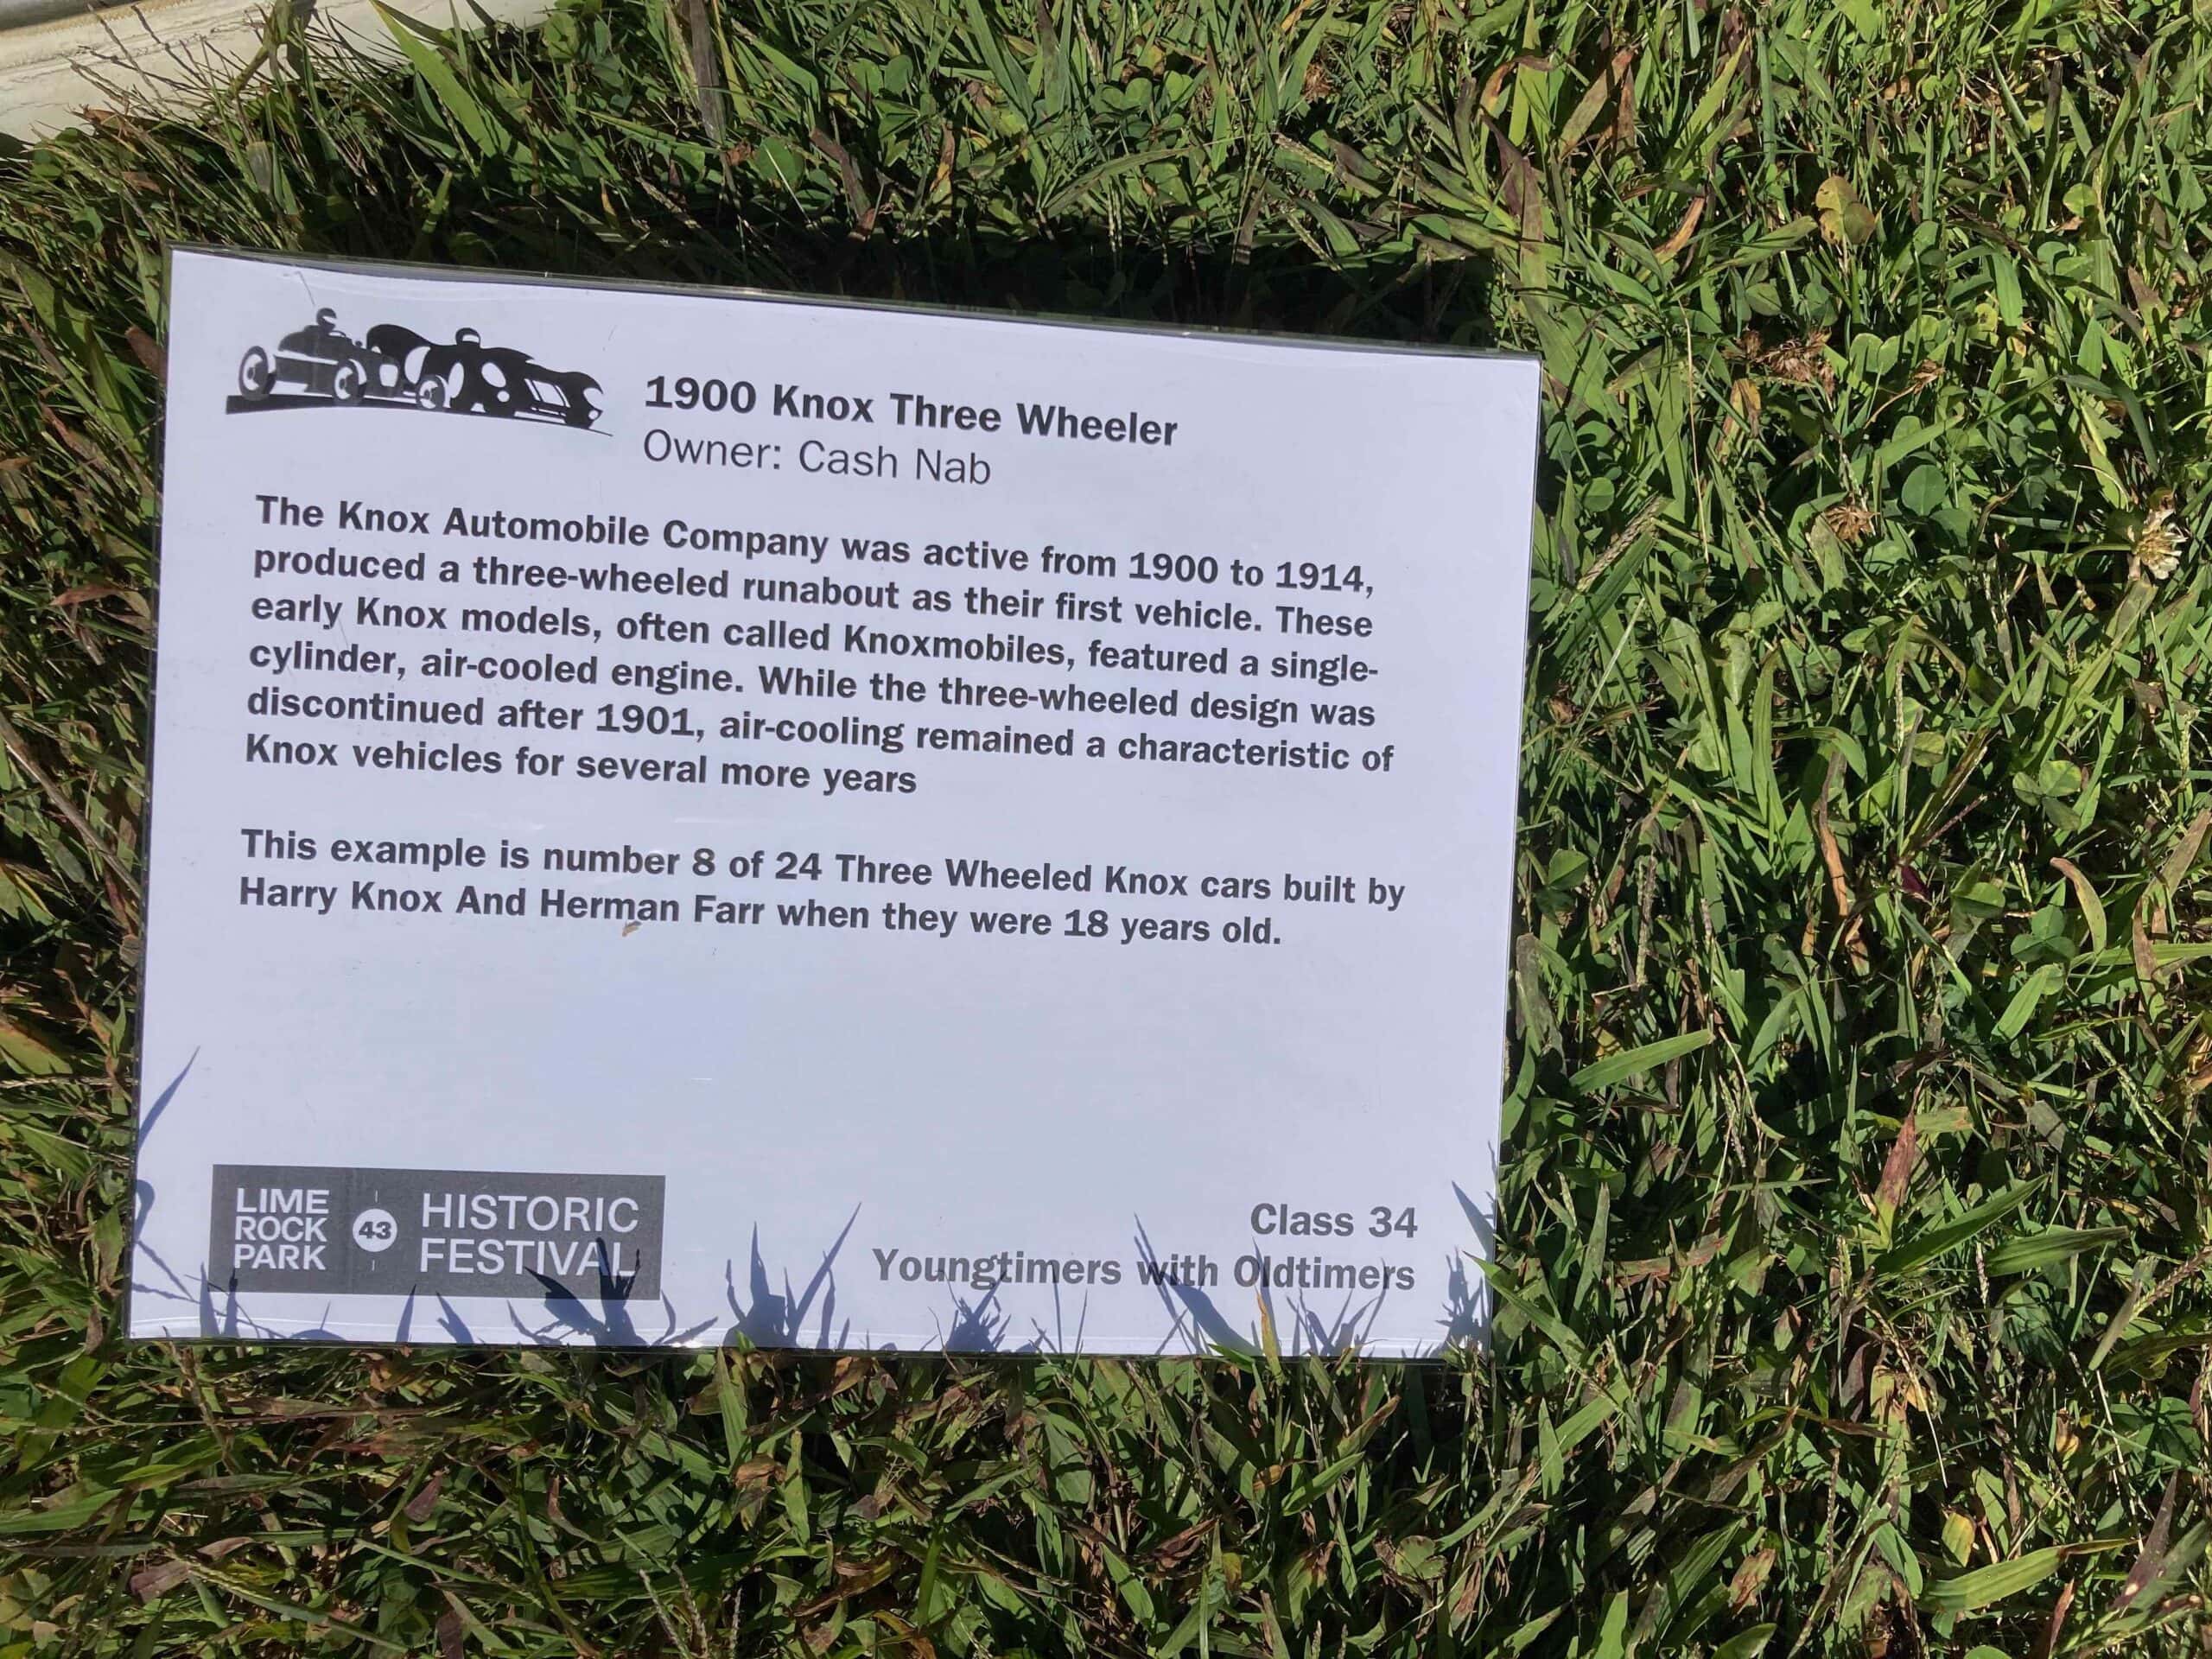 1900 Knox Three Wheeler
Owner: Cash Nab
The Knox Automobile Company was active from 1900 to 1914,
produced a three-wheeled runabout as their first vehicle. These
early Knox models, often called Knoxmobiles, featured a single-
cylinder, air-cooled engine. While the three-wheeled design was
discontinued after 1901, air-cooling remained a characteristic of
Knox vehicles for several more years
This example is number 8 of 24 Three Wheeled Knox cars built by
Harry Knox And Herman Farr when they were 18 years old.
LIME
ROCK
PARK
43
HISTORIC
FESTIVAL
Class 34
Youngtimers with Oldtimers